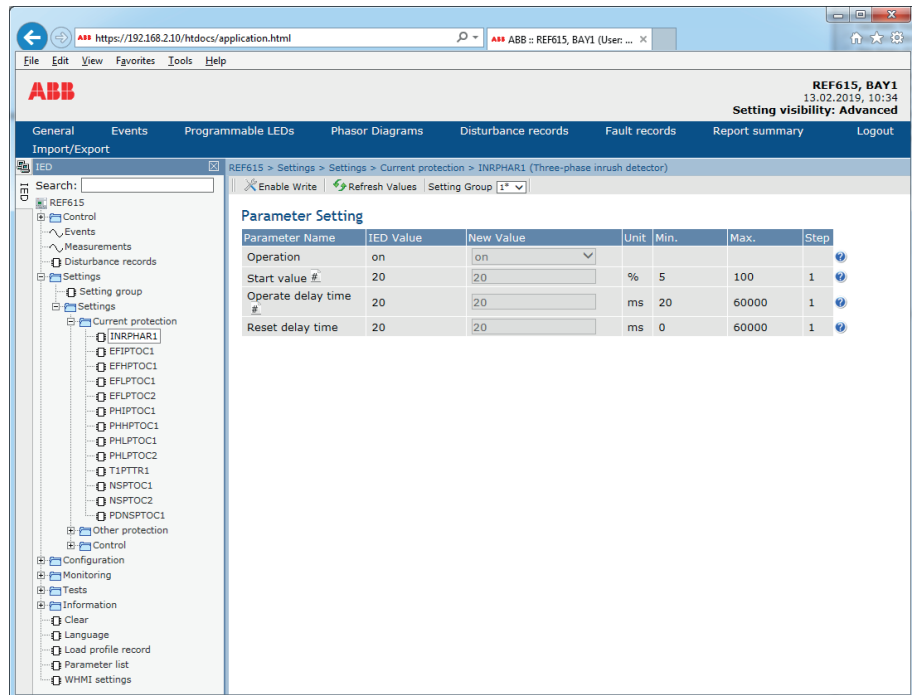 https://192.168.2.10/htdocs/application.html
ABB :: REF615, BAY1 (User: ...
File Edit View Favorites Tools Help
ABB
REF615, BAY1
13.02.2019, 10:34
Setting visibility: Advanced
General Events Programmable LEDs Phasor Diagrams Disturbance records Fault records Report summary Logout
Import/Export
IED
IED
REF615 > Settings > Settings > Current protection > INRPHAR1 (Three-phase inrush detector)
Search:
Enable Write Refresh Values Setting Group 1*
REF615
Control
Events
Measurements
Disturbance records
Settings
Setting group
Settings
Current protection
INRPHAR1
EFIPTOC1
EFHPTOC1
EFLPTOC1
EFLPTOC2
PHIPTOC1
PHHPTOC1
PHLPTOC1
PHLPTOC2
T1PTTR1
NSPTOC1
NSPTOC2
PDNSPTOC1
Other protection
Control
Configuration
Monitoring
Tests
Information
Clear
Language
Load profile record
Parameter list
WHMI settings
Parameter Setting
Parameter Name IED Value New Value Unit Min. Max. Step
Operation on on ?
Start value # 20 20 % 5 100 1 ?
Operate delay time # 20 20 ms 20 60000 1 ?
Reset delay time 20 20 ms 0 60000 1 ?